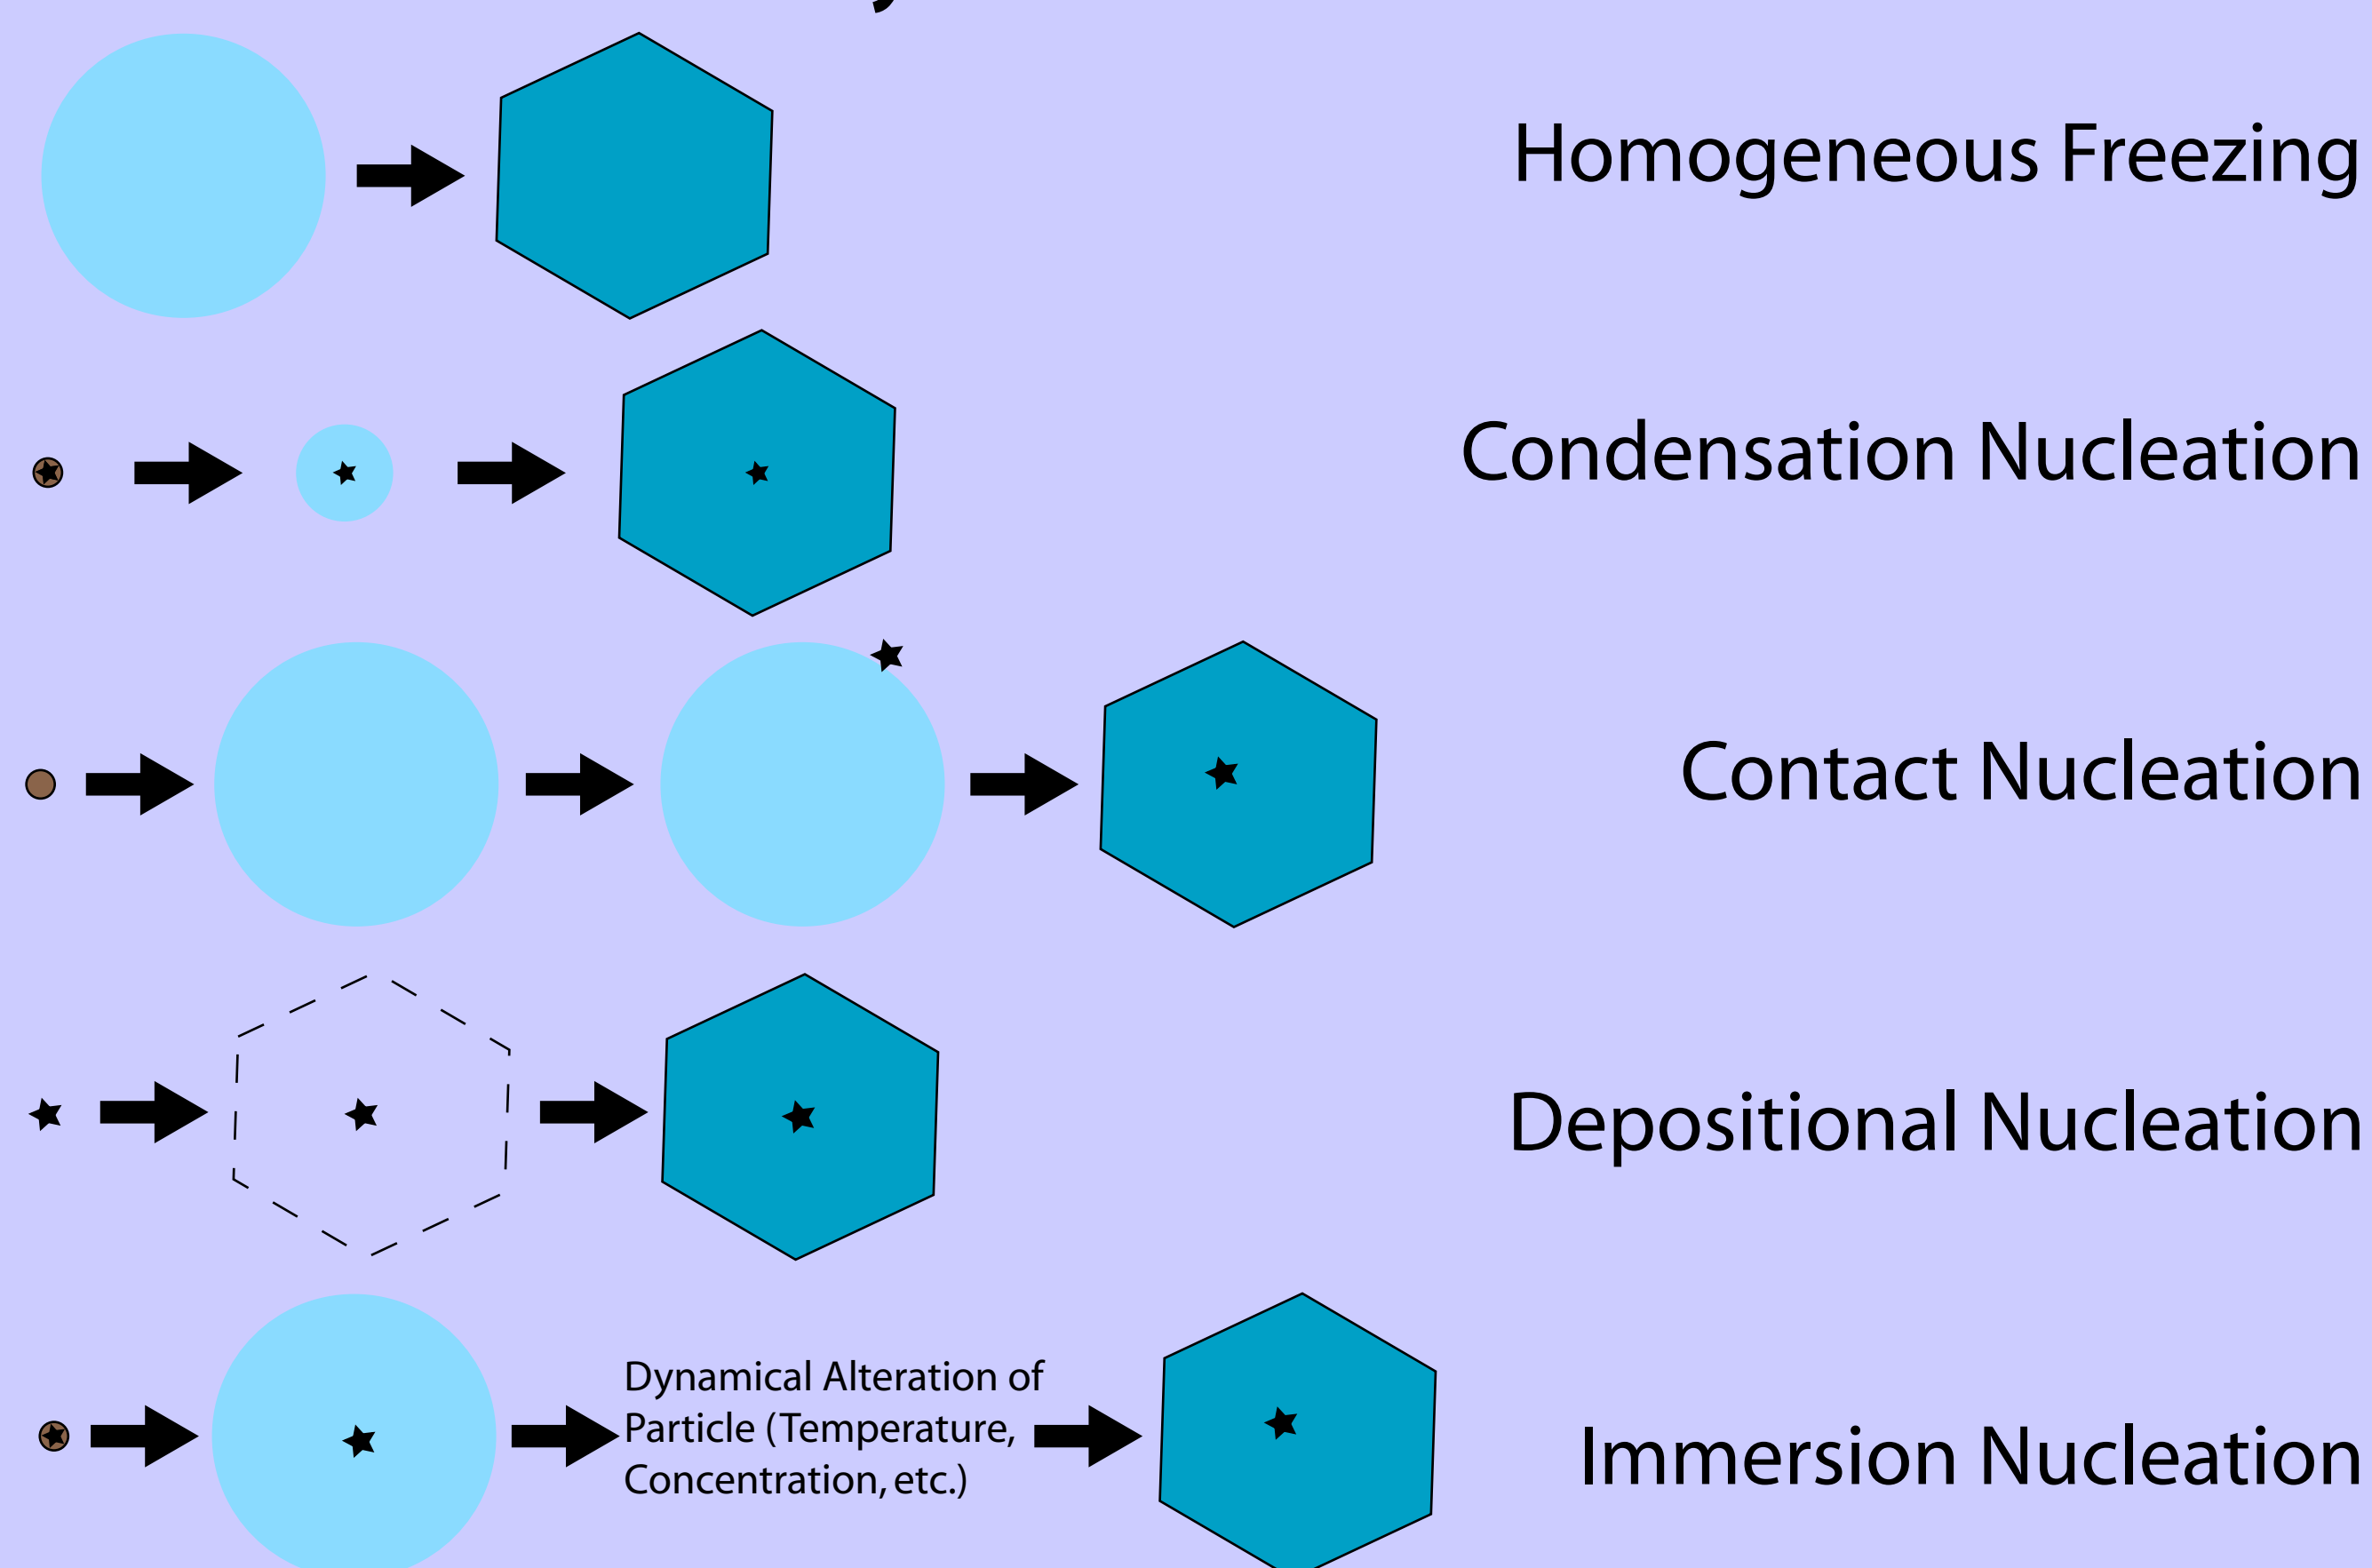 Homogeneous Freezing
Condensation Nucleation
Contact Nucleation
Depositional Nucleation
Dynamical Alteration of
Particle (Temperature,
Concentration, etc.)
Immersion Nucleation